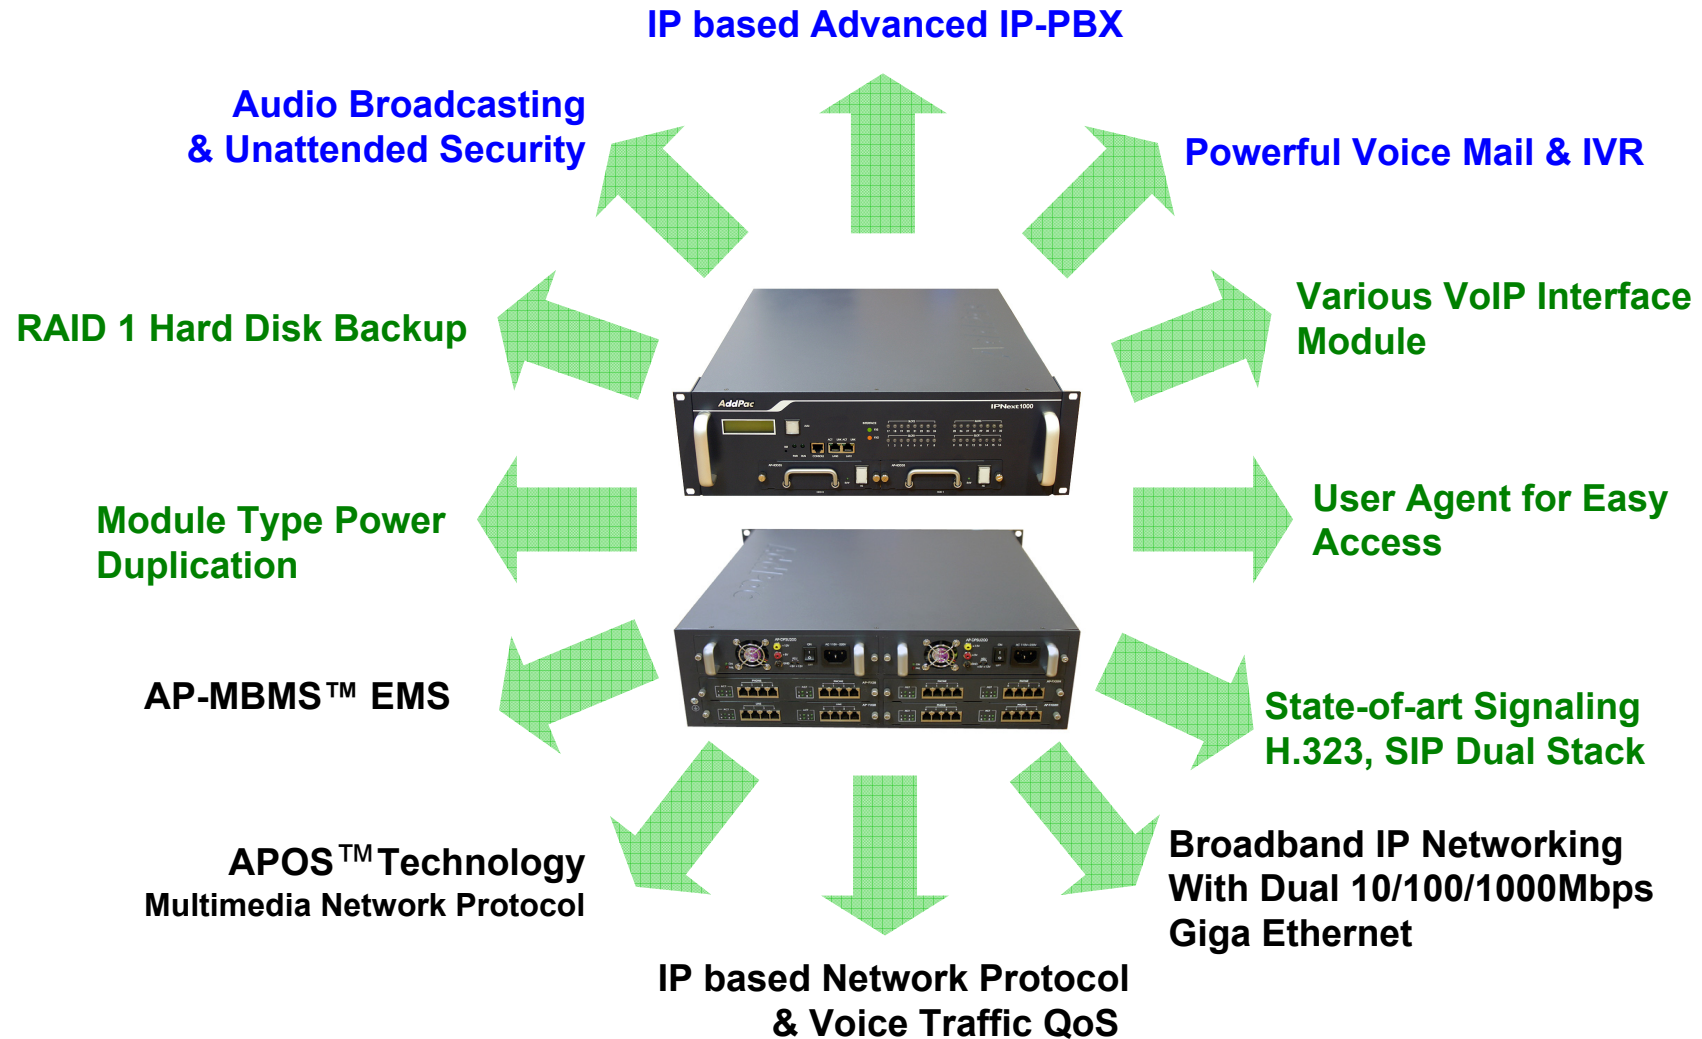 IP based Advanced IP-PBX
Audio Broadcasting
& Unattended Security
Powerful Voice Mail & IVR
RAID 1 Hard Disk Backup
Various VoIP Interface
Module
AddPac
IPNext1000
Module Type Power
Duplication
User Agent for Easy
Access
AP-MBMS™ EMS
State-of-art Signaling
H.323, SIP Dual Stack
APOS™Technology
Multimedia Network Protocol
Broadband IP Networking
With Dual 10/100/1000Mbps
Giga Ethernet
IP based Network Protocol
& Voice Traffic QoS